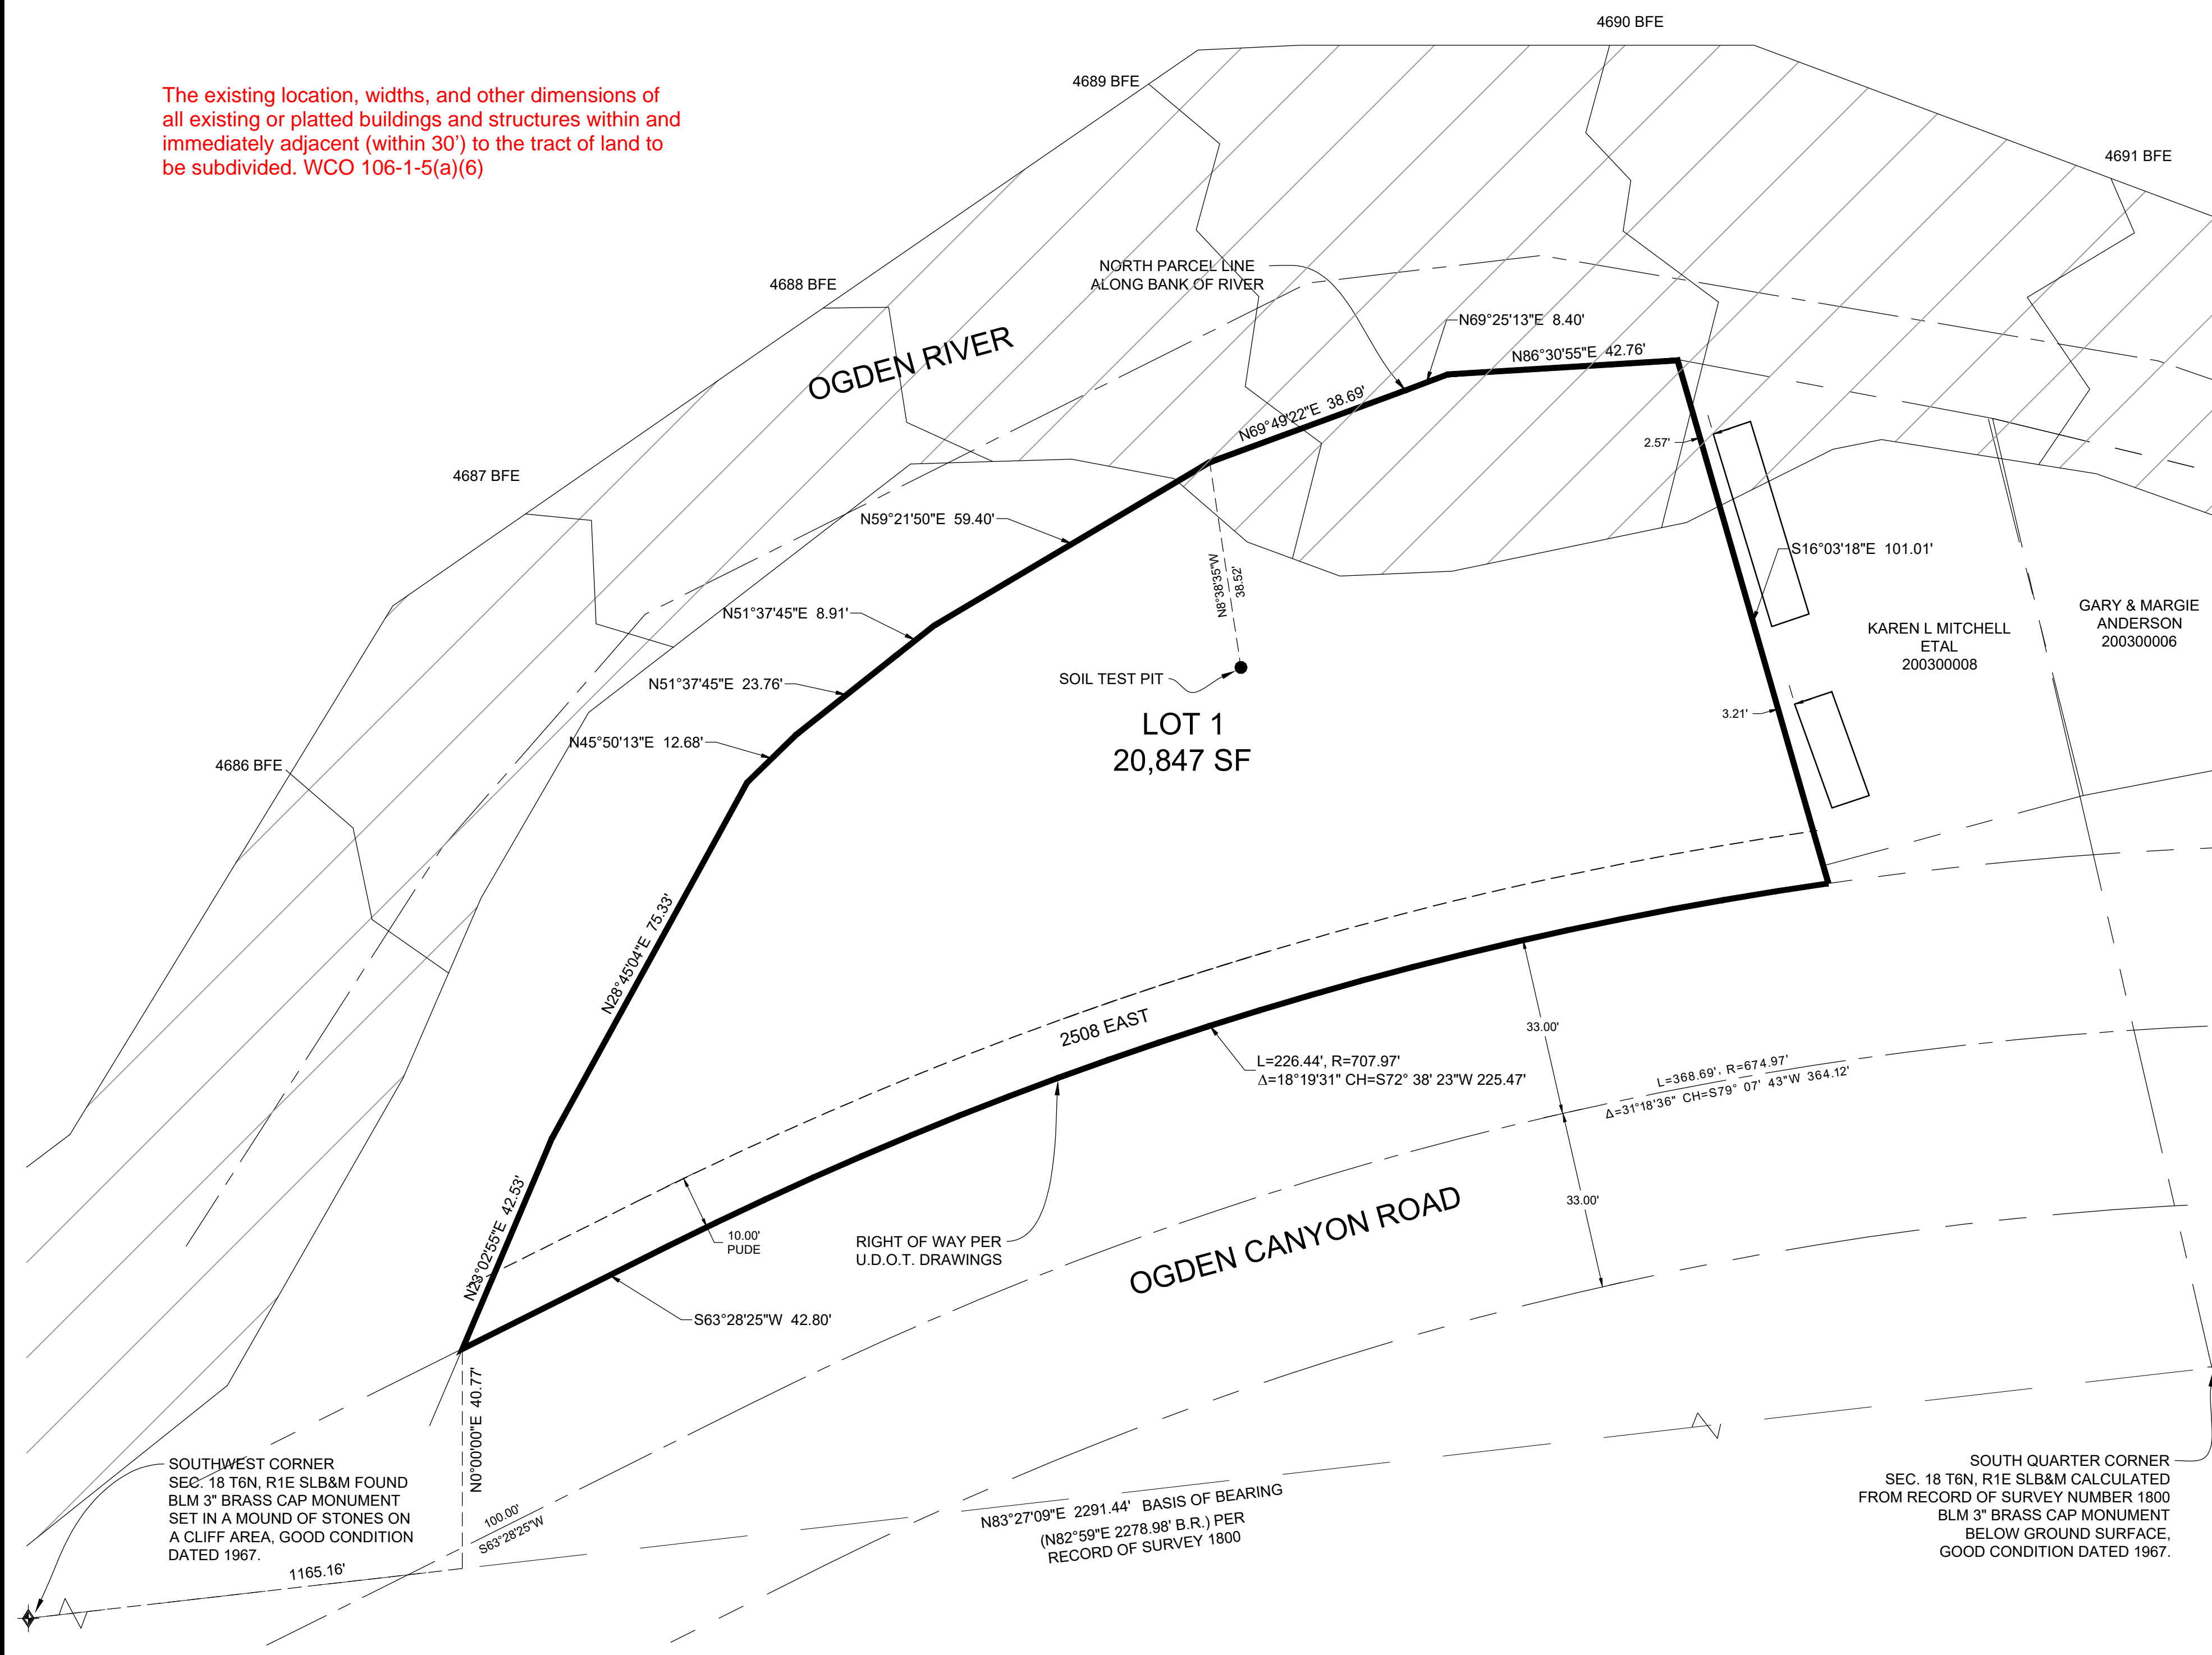 4690 BFE
4689 BFE
The existing location, widths, and other dimensions of
all existing or platted buildings and structures within and
immediately adjacent (within 30') to the tract of land to
be subdivided. WCO 106-1-5(a)(6)
4691 BFE
NORTH PARCEL LINE
ALONG BANK OF RIVER
4688 BFE
N69°25'13"E 8.40'
OGDEN RIVER
N86°30'55"E 42.76'
N69°49'22"E 38.69'
2.57'
4687 BFE
N59°21'50"E 59.40'
S16°03'18"E 101.01'
N8°38'35"W
38.52'
N51°37'45"E 8.91'
GARY & MARGIE
ANDERSON
200300006
KAREN L MITCHELL
ETAL
200300008
SOIL TEST PIT
N51°37'45"E 23.76'
LOT 1
20,847 SF
3.21'
N45°50'13"E 12.68'
4686 BFE
N28°45'04"E 75.33'
2508 EAST
33.00'
L=226.44', R=707.97'
Δ=18°19'31" CH=S72° 38' 23"W 225.47'
L=368.69', R=674.97'
Δ=31°18'36" CH=S79° 07' 43"W 364.12'
N23°02'55"E 42.53'
33.00'
10.00'
PUDE
RIGHT OF WAY PER
U.D.O.T. DRAWINGS
OGDEN CANYON ROAD
S63°28'25"W 42.80'
N0°00'00"E 40.77'
SOUTHWEST CORNER
SEC. 18 T6N, R1E SLB&M FOUND
BLM 3" BRASS CAP MONUMENT
SET IN A MOUND OF STONES ON
A CLIFF AREA, GOOD CONDITION
DATED 1967.
SOUTH QUARTER CORNER
SEC. 18 T6N, R1E SLB&M CALCULATED
FROM RECORD OF SURVEY NUMBER 1800
BLM 3" BRASS CAP MONUMENT
BELOW GROUND SURFACE,
GOOD CONDITION DATED 1967.
100.00'
S63°28'25"W
N83°27'09"E 2291.44' BASIS OF BEARING
(N82°59"E 2278.98' B.R.) PER
RECORD OF SURVEY 1800
1165.16'